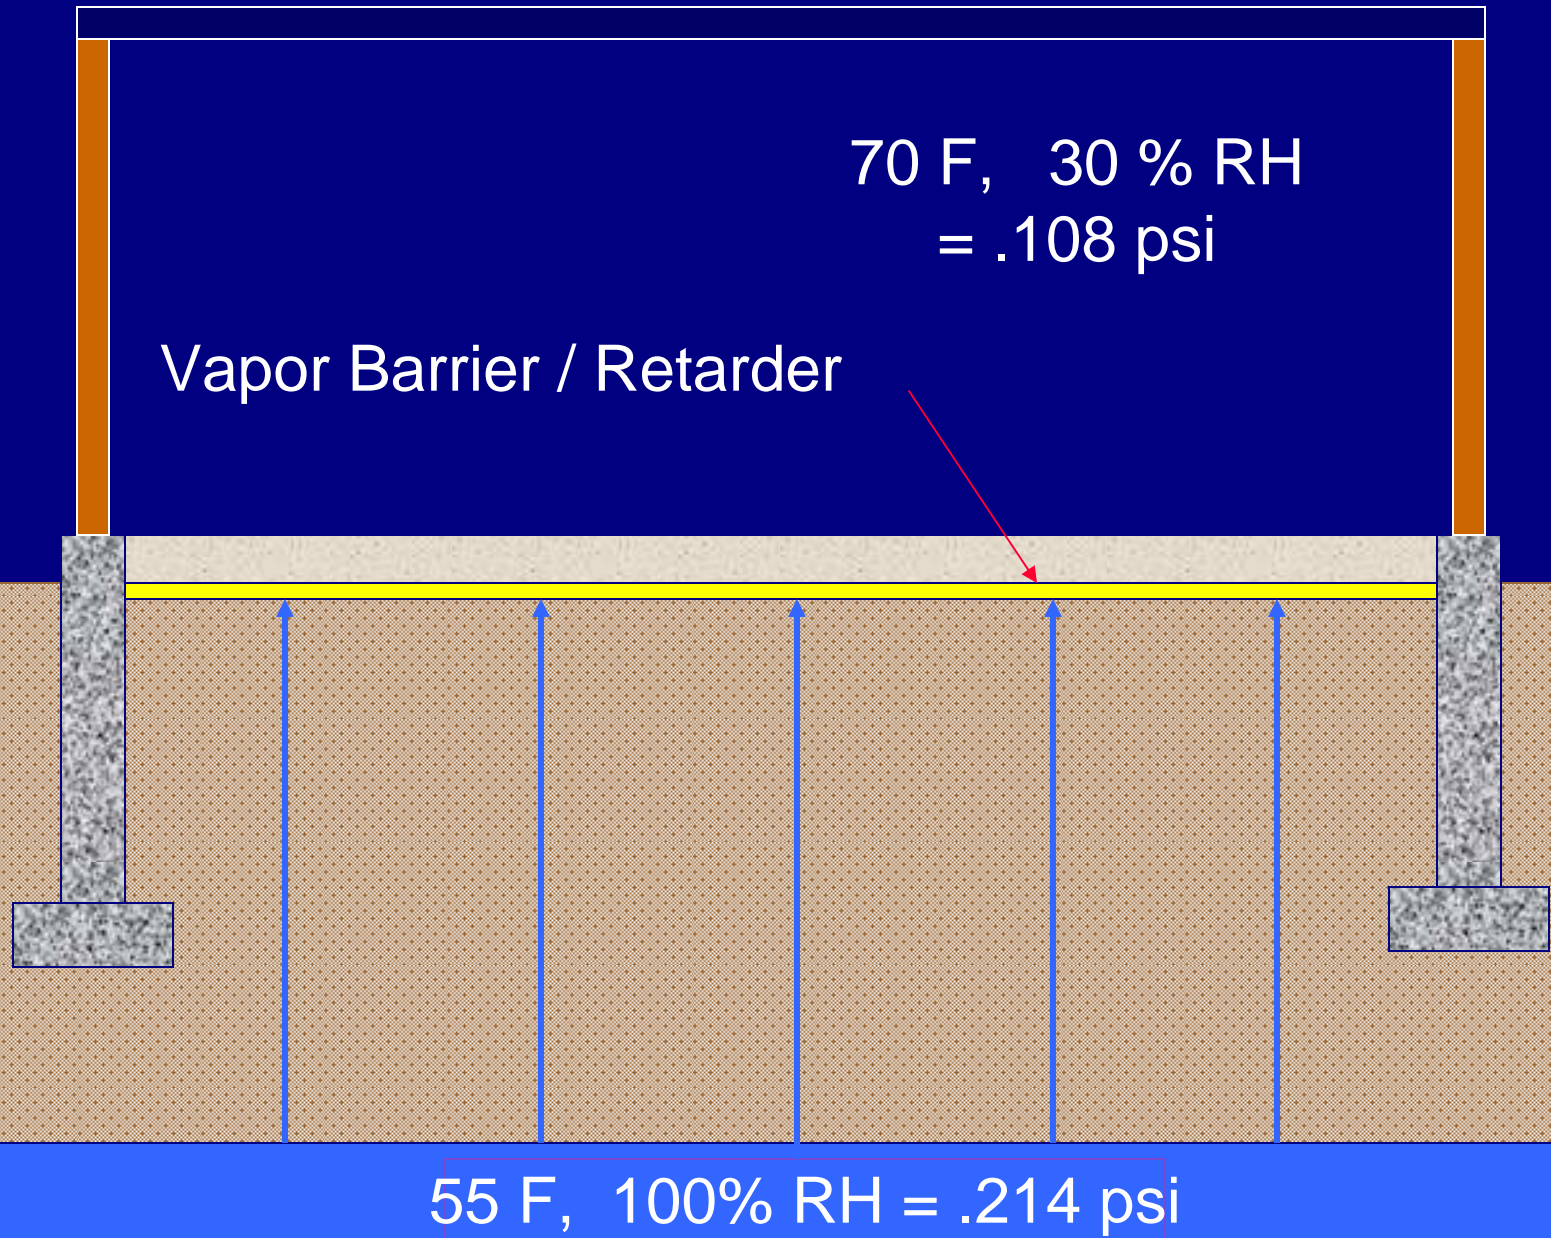 70 F, 30 % RH
= .108 psi
Vapor Barrier / Retarder
55 F, 100% RH = .214 psi